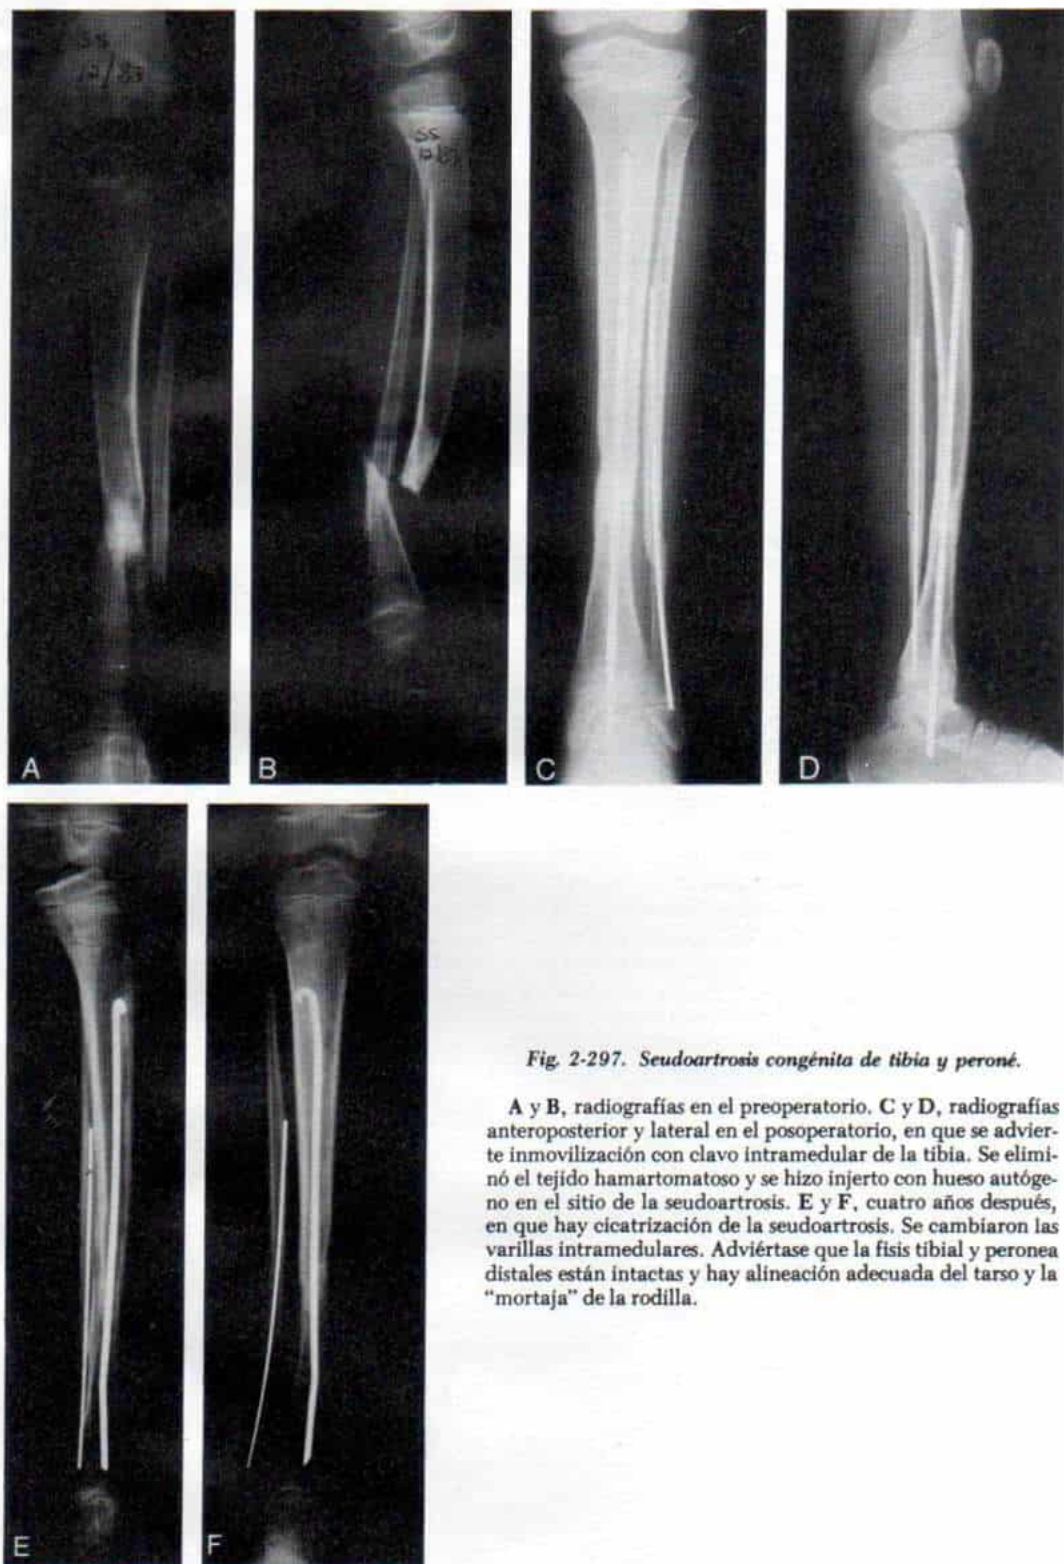 SS
12/83
SS
A
B
C
D
E
F
Fig. 2-297. Seudoartrosis congénita de tibia y peroné.
A y B, radiografías en el preoperatorio. C y D, radiografías
anteroposterior y lateral en el posoperatorio, en que se advier-
te inmovilización con clavo intramedular de la tibia. Se elimi-
nó el tejido hamartomatoso y se hizo injerto con hueso autóge-
no en el sitio de la seudoartrosis. E y F, cuatro años después,
en que hay cicatrización de la seudoartrosis. Se cambiaron las
varillas intramedulares. Adviértase que la fisis tibial y peronea
distales están intactas y hay alineación adecuada del tarso y la
"mortaja" de la rodilla.